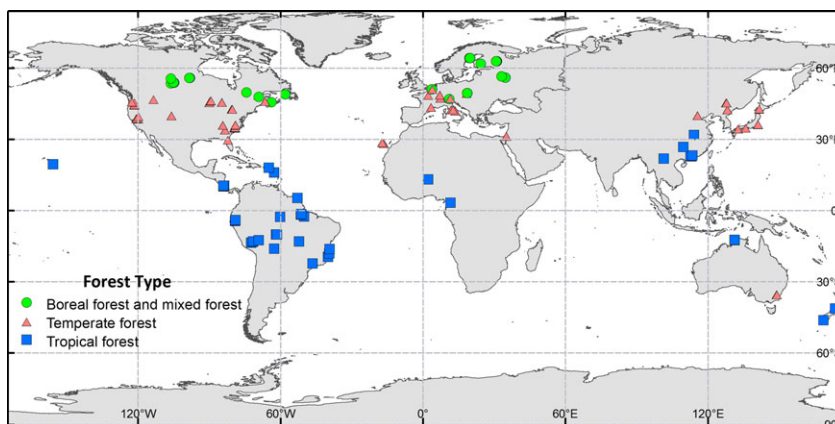 60°N
30°N
0°
30°S
60°S
Forest Type
Boreal forest and mixed forest
Temperate forest
Tropical forest
120°W
60°W
0°
60°E
120°E